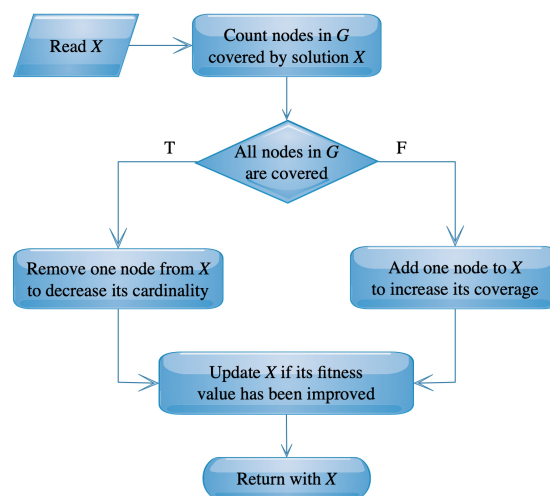 Read X
Count nodes in G
covered by solution X
All nodes in G
are covered
T
F
Remove one node from X
to decrease its cardinality
Add one node to X
to increase its coverage
Update X if its fitness
value has been improved
Return with X